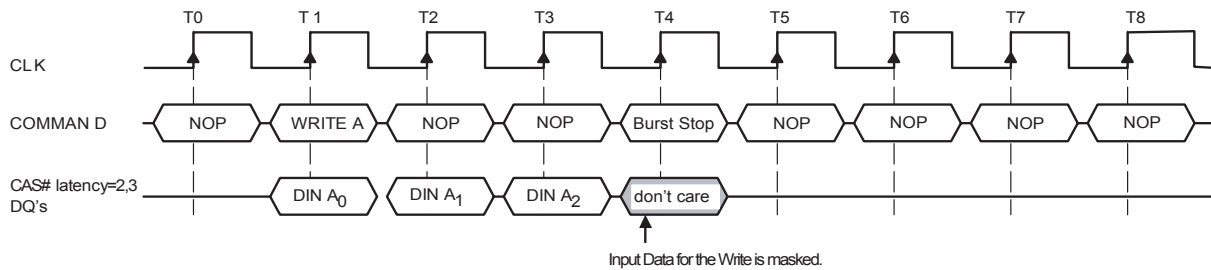 T0 T 1 T2 T3 T4 T5 T6 T7 T8
CL K
COMMAN D NOP WRITE A NOP NOP Burst Stop NOP NOP NOP NOP
CAS# latency=2,3
DQ's DIN A0 DIN A1 DIN A2 don't care
Input Data for the Write is masked.